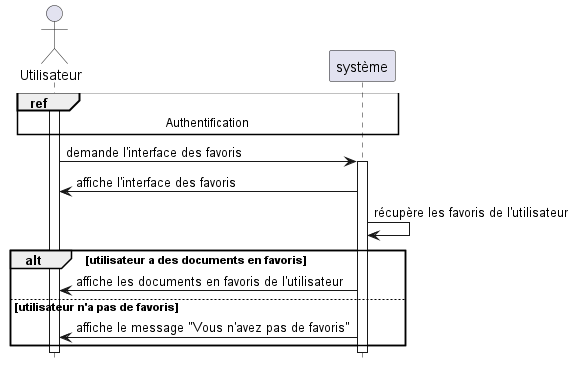 Utilisateur
système
ref
Authentification
demande l'interface des favoris
affiche l'interface des favoris
récupère les favoris de l'utilisateur
alt [utilisateur a des documents en favoris]
affiche les documents en favoris de l'utilisateur
[utilisateur n'a pas de favoris]
affiche le message "Vous n'avez pas de favoris"